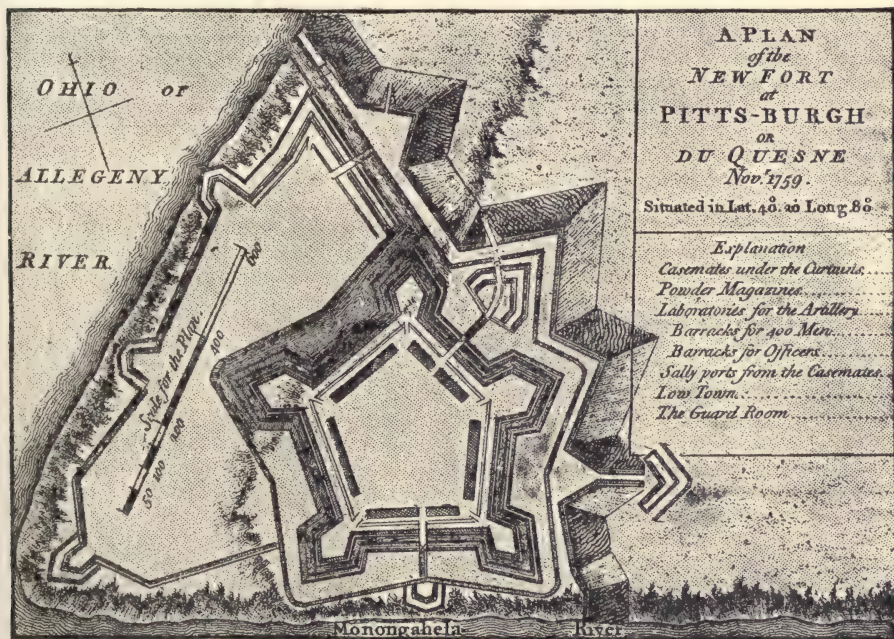 A PLAN
of the
NEW FORT
at
PITTS-BURGH
OR
DU QUESNE
Novr. 1759.
Situated in Lat. 40. 20 Long. 80
Explanation
Casemates under the Curtains....
Powder Magazines......
Laboratories for the Artillery....
Barracks for 400 Men......
Barracks for Officers......
Sally ports from the Casemates.
Low Town............
The Guard Room.........
OHIO or
ALLEGENY
RIVER.
Scale for the Plan.
50 100 200 400 600
Monongahela River